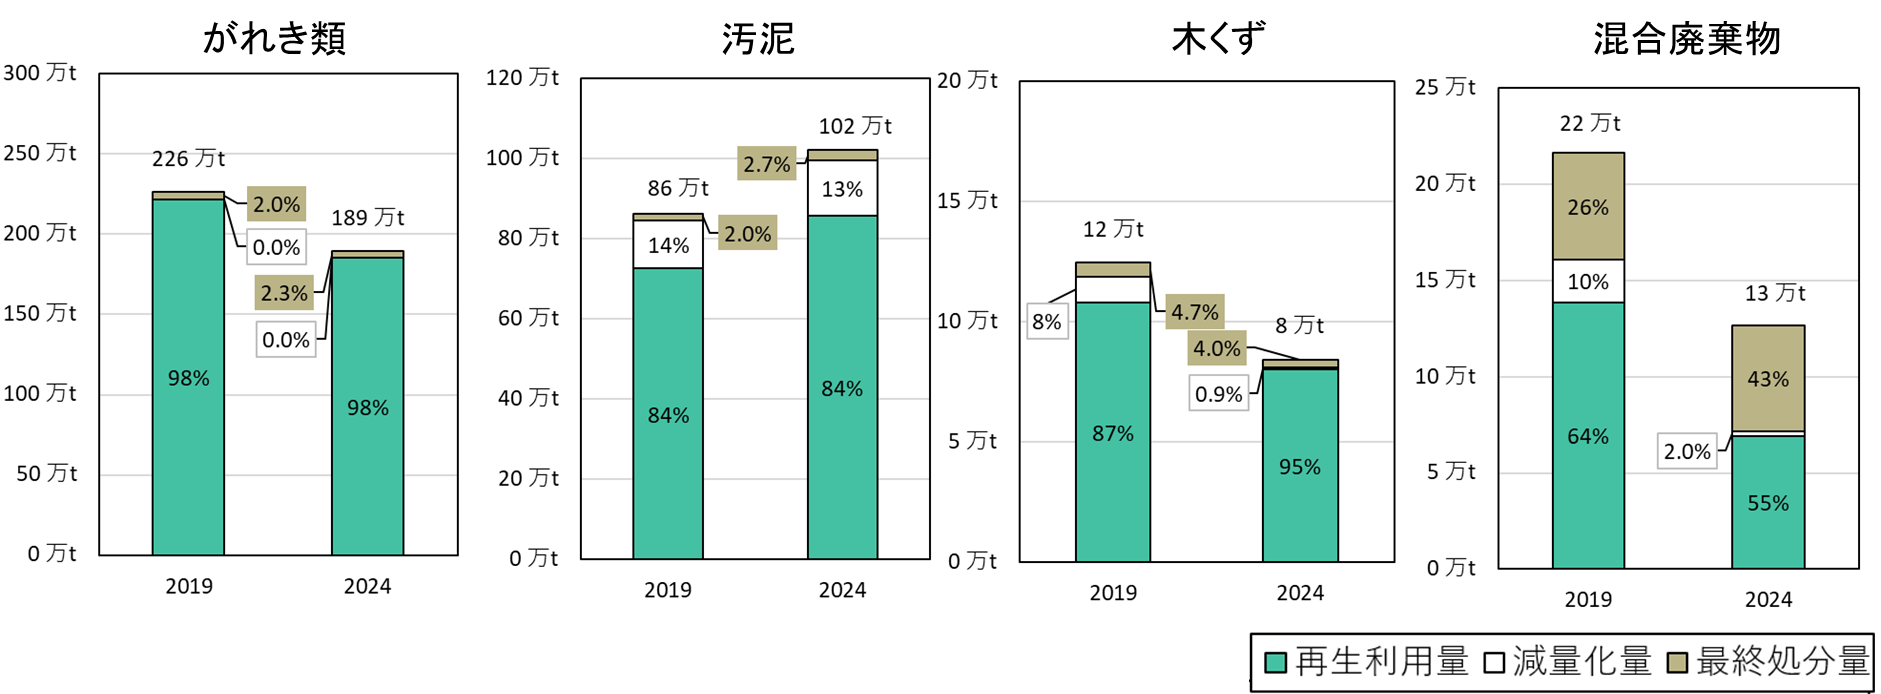 がれき類
300 万t
250 万t
200 万t
150 万t
100 万t
50 万t
0 万t
226 万t
2.0%
0.0%
98%
189 万t
2.3%
0.0%
98%
2019
2024
汚泥
120 万t
100 万t
80 万t
60 万t
40 万t
20 万t
0 万t
86 万t
2.0%
14%
84%
102 万t
2.7%
13%
84%
2019
2024
木くず
20 万t
15 万t
10 万t
5 万t
0 万t
12 万t
4.7%
8%
87%
8 万t
4.0%
0.9%
95%
2019
2024
混合廃棄物
25 万t
20 万t
15 万t
10 万t
5 万t
0 万t
22 万t
26%
10%
64%
13 万t
43%
2.0%
55%
2019
2024
再生利用量 減量化量 最終処分量